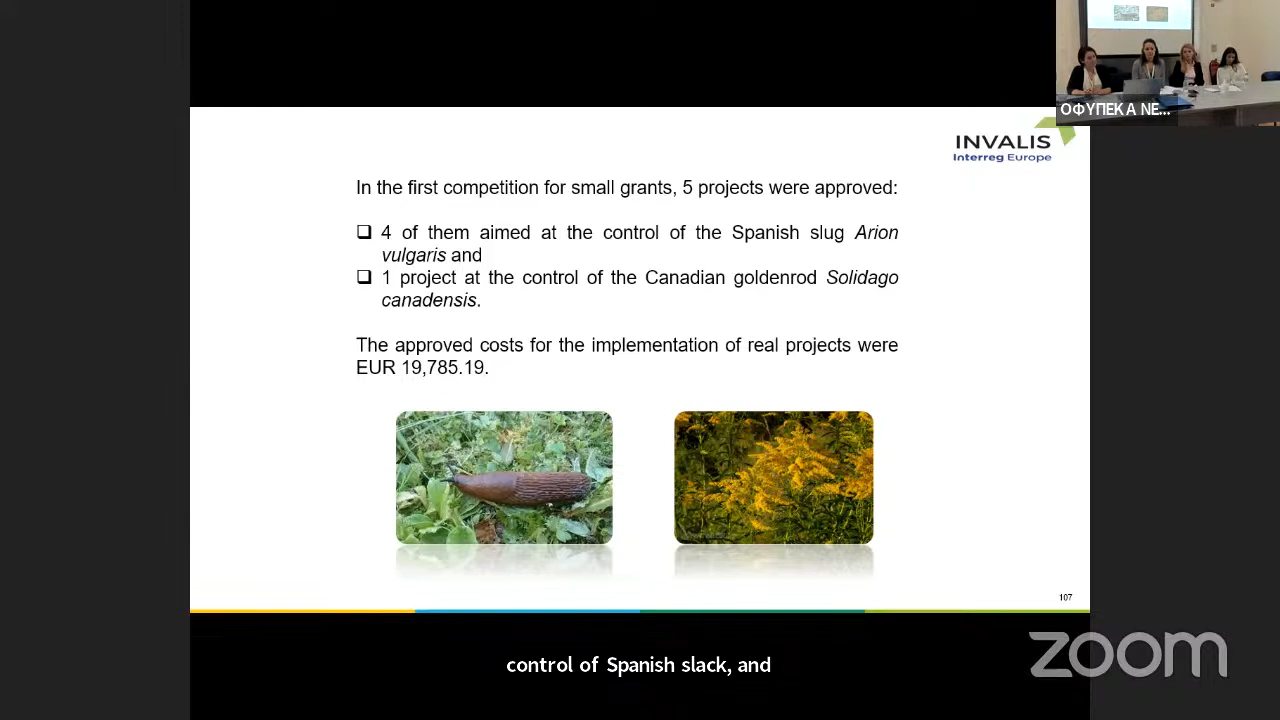 ΟΦΥΠΕΚΑ ΝΕ...
INVALIS
Interreg Europe
In the first competition for small grants, 5 projects were approved:
4 of them aimed at the control of the Spanish slug Arion
vulgaris and
1 project at the control of the Canadian goldenrod Solidago
canadensis.
The approved costs for the implementation of real projects were
EUR 19,785.19.
107
control of Spanish slack, and
zoom